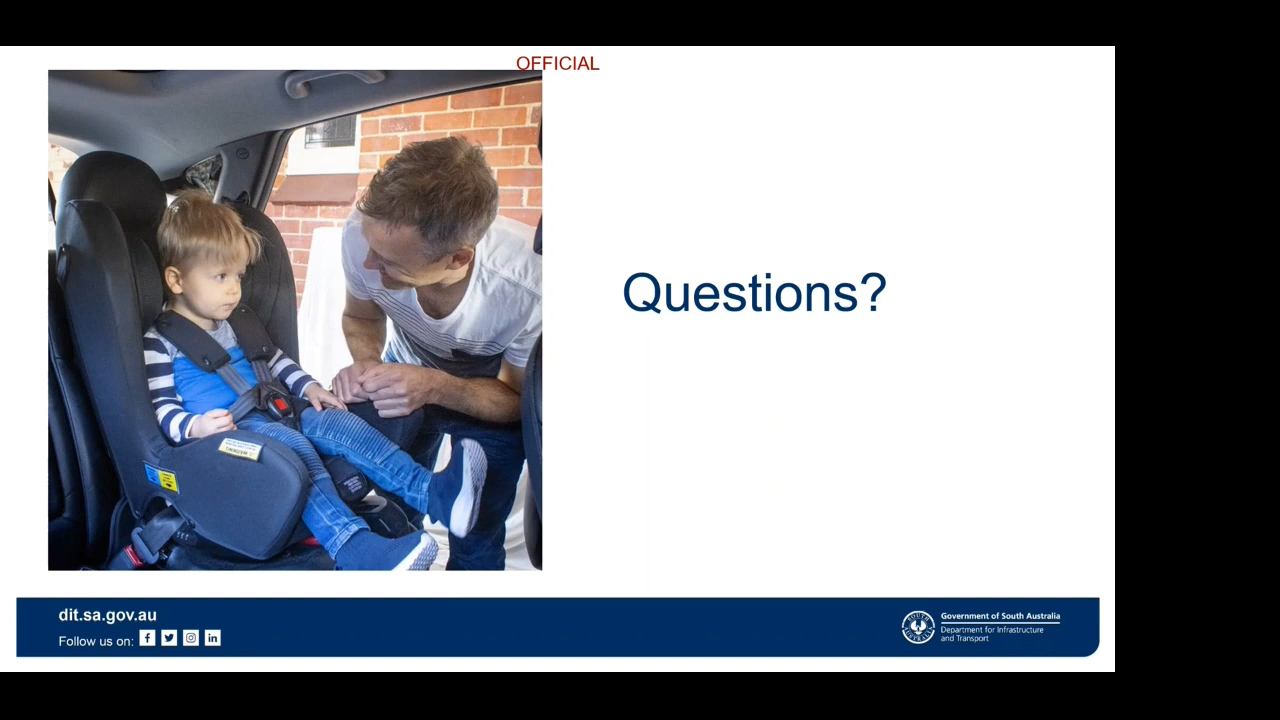 OFFICIAL
Questions?
dit.sa.gov.au
Follow us on:
Government of South Australia
Department for Infrastructure
and Transport